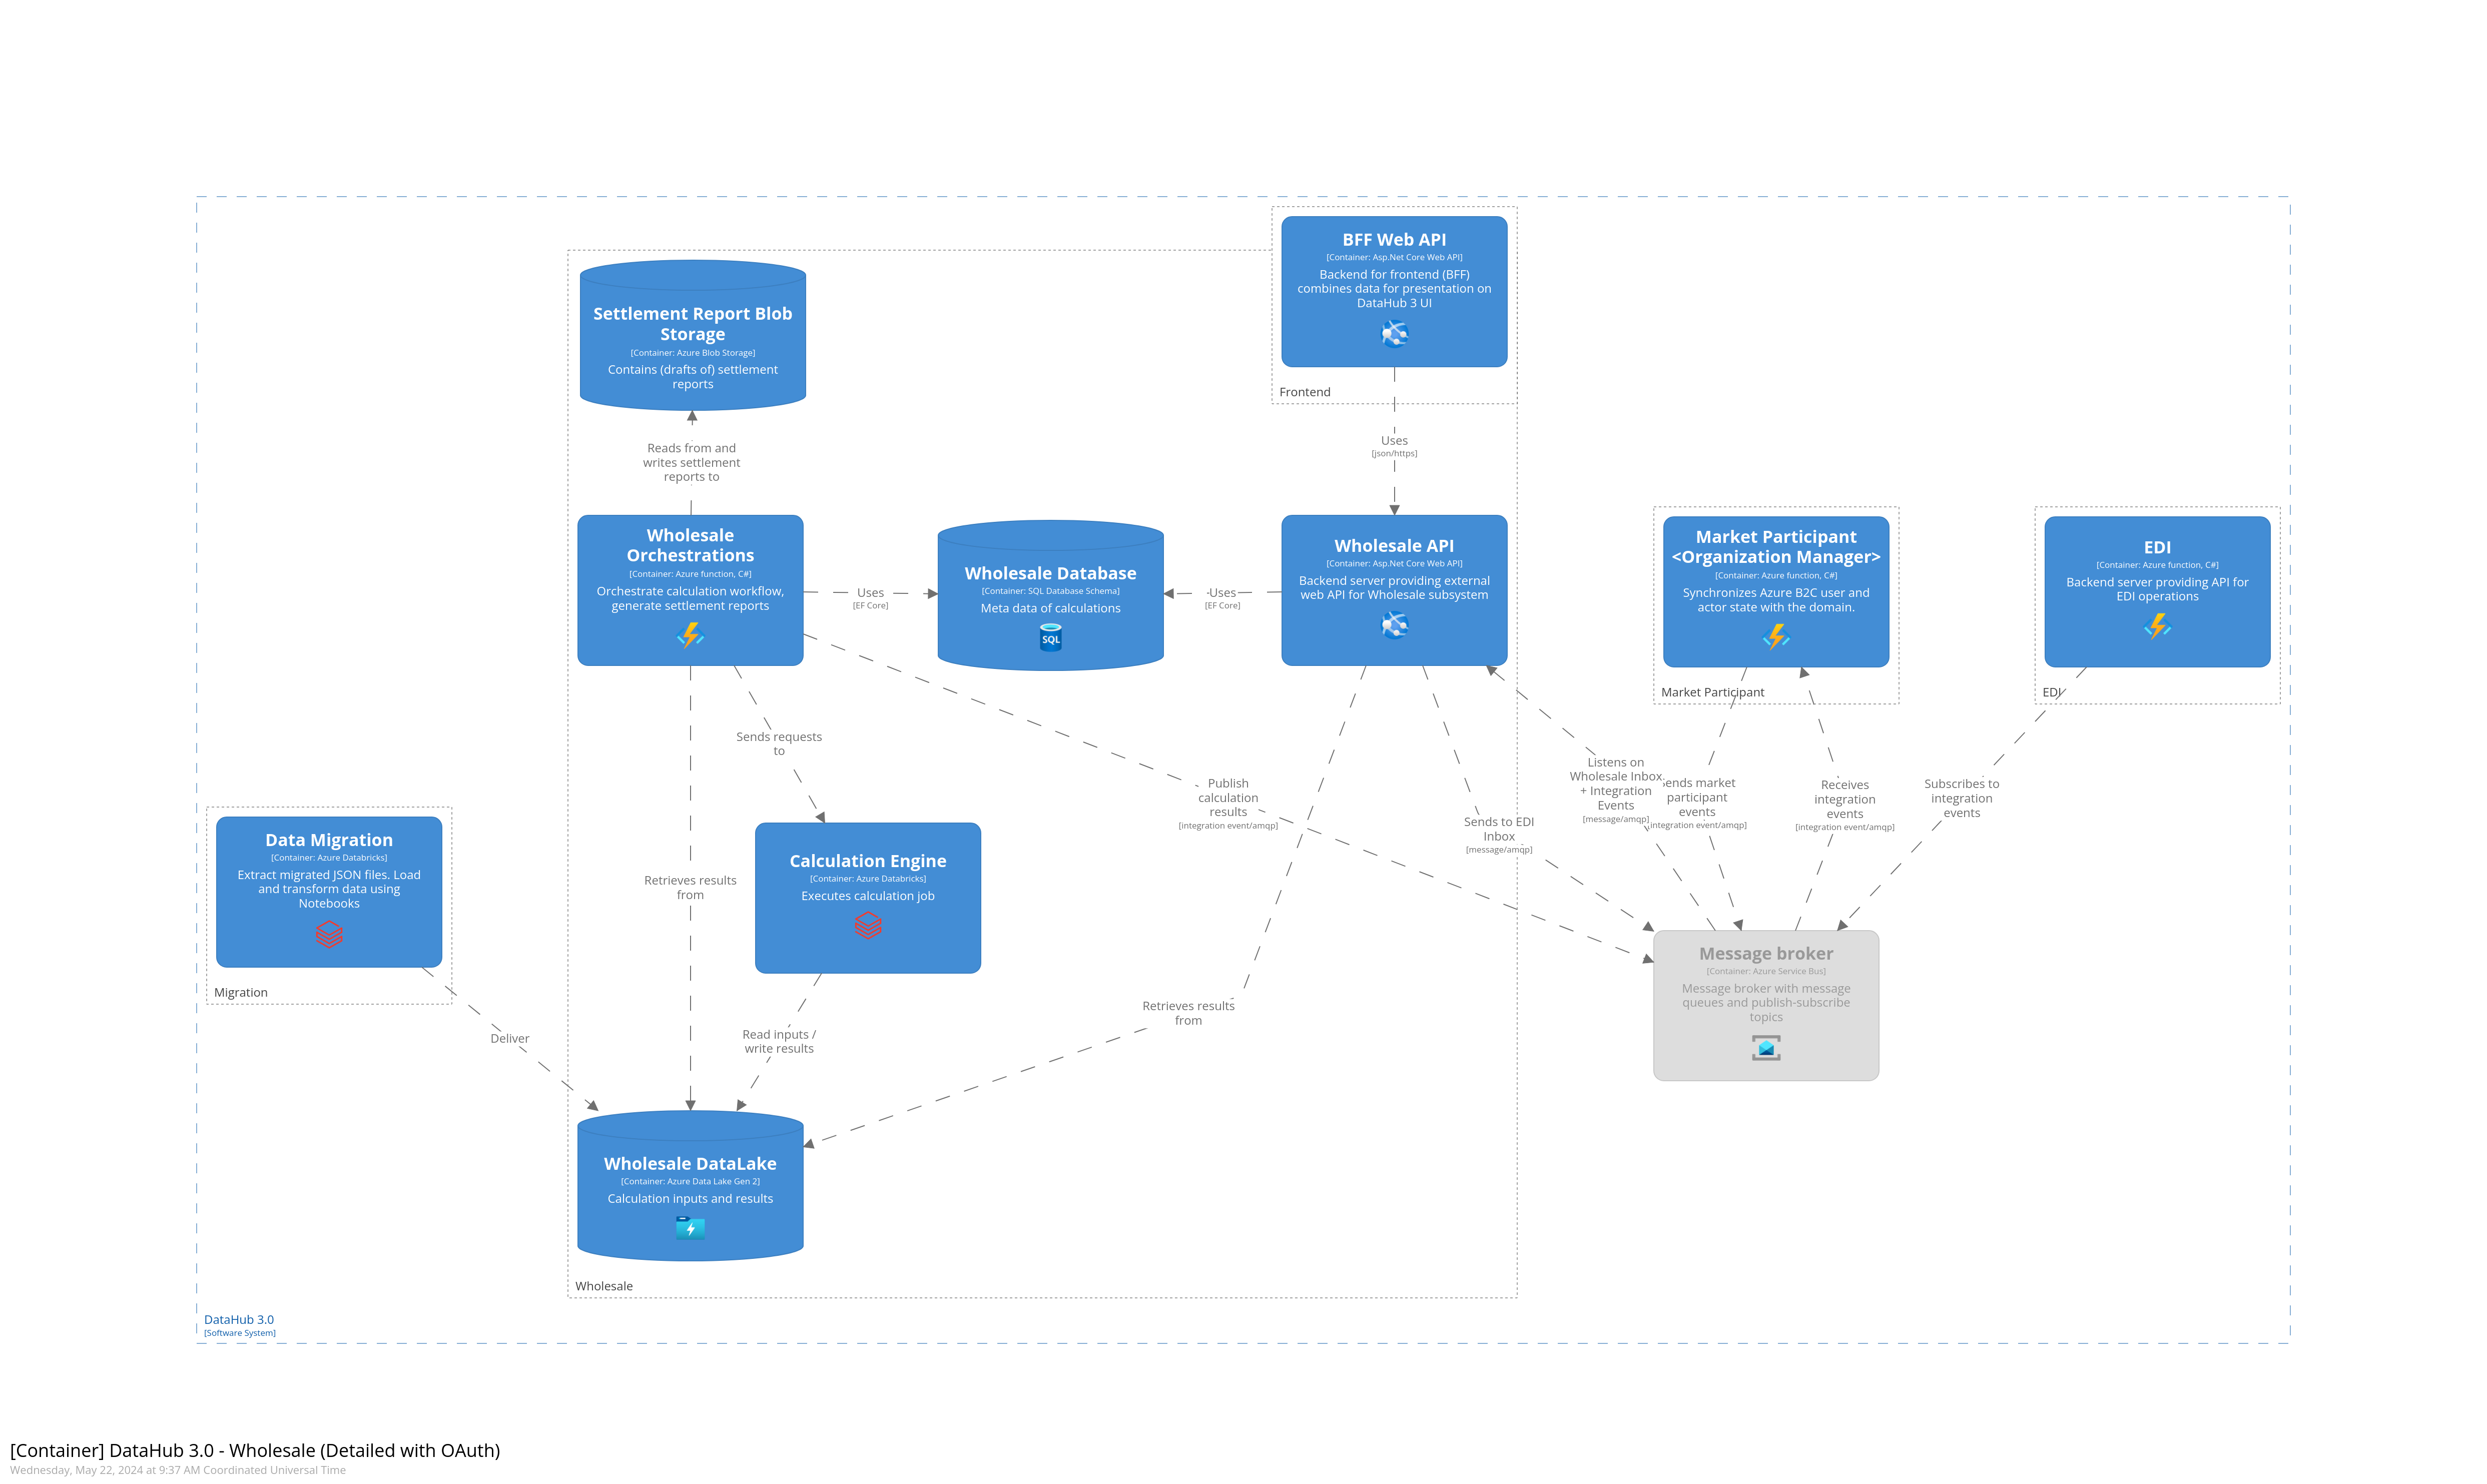 BFF Web API
[Container: Asp.Net Core Web API]
Backend for frontend (BFF)
combines data for presentation on
DataHub 3 UI
Frontend
Settlement Report Blob
Storage
[Container: Azure Blob Storage]
Contains (drafts of) settlement
reports
Reads from and
writes settlement
reports to
Uses
[json/https]
Wholesale
Orchestrations
[Container: Azure function, C#]
Orchestrate calculation workflow,
generate settlement reports
Uses
[EF Core]
Wholesale Database
[Container: SQL Database Schema]
Meta data of calculations
SQL
Uses
[EF Core]
Wholesale API
[Container: Asp.Net Core Web API]
Backend server providing external
web API for Wholesale subsystem
Market Participant
<Organization Manager>
[Container: Azure function, C#]
Synchronizes Azure B2C user and
actor state with the domain.
Market Participant
EDI
[Container: Azure function, C#]
Backend server providing API for
EDI operations
EDI
Sends requests
to
Publish
calculation
results
[integration event/amqp]
Sends to EDI
Inbox
[message/amqp]
Listens on
Wholesale Inbox
+ Integration
Events
[message/amqp]
ends market
participant
events
integration event/amqp]
Receives
integration
events
[integration event/amqp]
Subscribes to
integration
events
Data Migration
[Container: Azure Databricks]
Extract migrated JSON files. Load
and transform data using
Notebooks
Migration
Deliver
Retrieves results
from
Calculation Engine
[Container: Azure Databricks]
Executes calculation job
Read inputs /
write results
Retrieves results
from
Message broker
[Container: Azure Service Bus]
Message broker with message
queues and publish-subscribe
topics
Wholesale DataLake
[Container: Azure Data Lake Gen 2]
Calculation inputs and results
Wholesale
DataHub 3.0
[Software System]
[Container] DataHub 3.0 - Wholesale (Detailed with OAuth)
Wednesday, May 22, 2024 at 9:37 AM Coordinated Universal Time